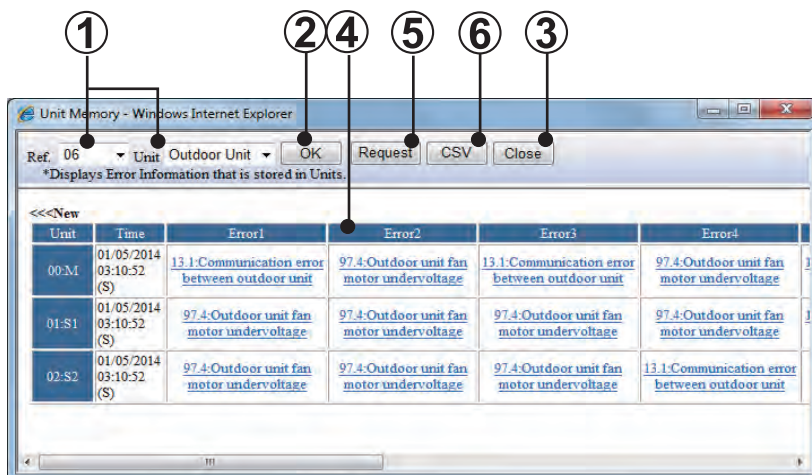 1 2 4 5 6 3
Unit Memory - Windows Internet Explorer
Ref. 06 Unit Outdoor Unit OK Request CSV Close
*Displays Error Information that is stored in Units.
<<<New
Unit Time Error1 Error2 Error3 Error4
00:M
01/05/2014
03:10:52
(S)
13.1:Communication error
between outdoor unit
97.4:Outdoor unit fan
motor undervoltage
13.1:Communication error
between outdoor unit
97.4:Outdoor unit fan
motor undervoltage
01:S1
01/05/2014
03:10:52
(S)
97.4:Outdoor unit fan
motor undervoltage
97.4:Outdoor unit fan
motor undervoltage
97.4:Outdoor unit fan
motor undervoltage
97.4:Outdoor unit fan
motor undervoltage
02:S2
01/05/2014
03:10:52
(S)
97.4:Outdoor unit fan
motor undervoltage
97.4:Outdoor unit fan
motor undervoltage
97.4:Outdoor unit fan
motor undervoltage
13.1:Communication error
between outdoor unit